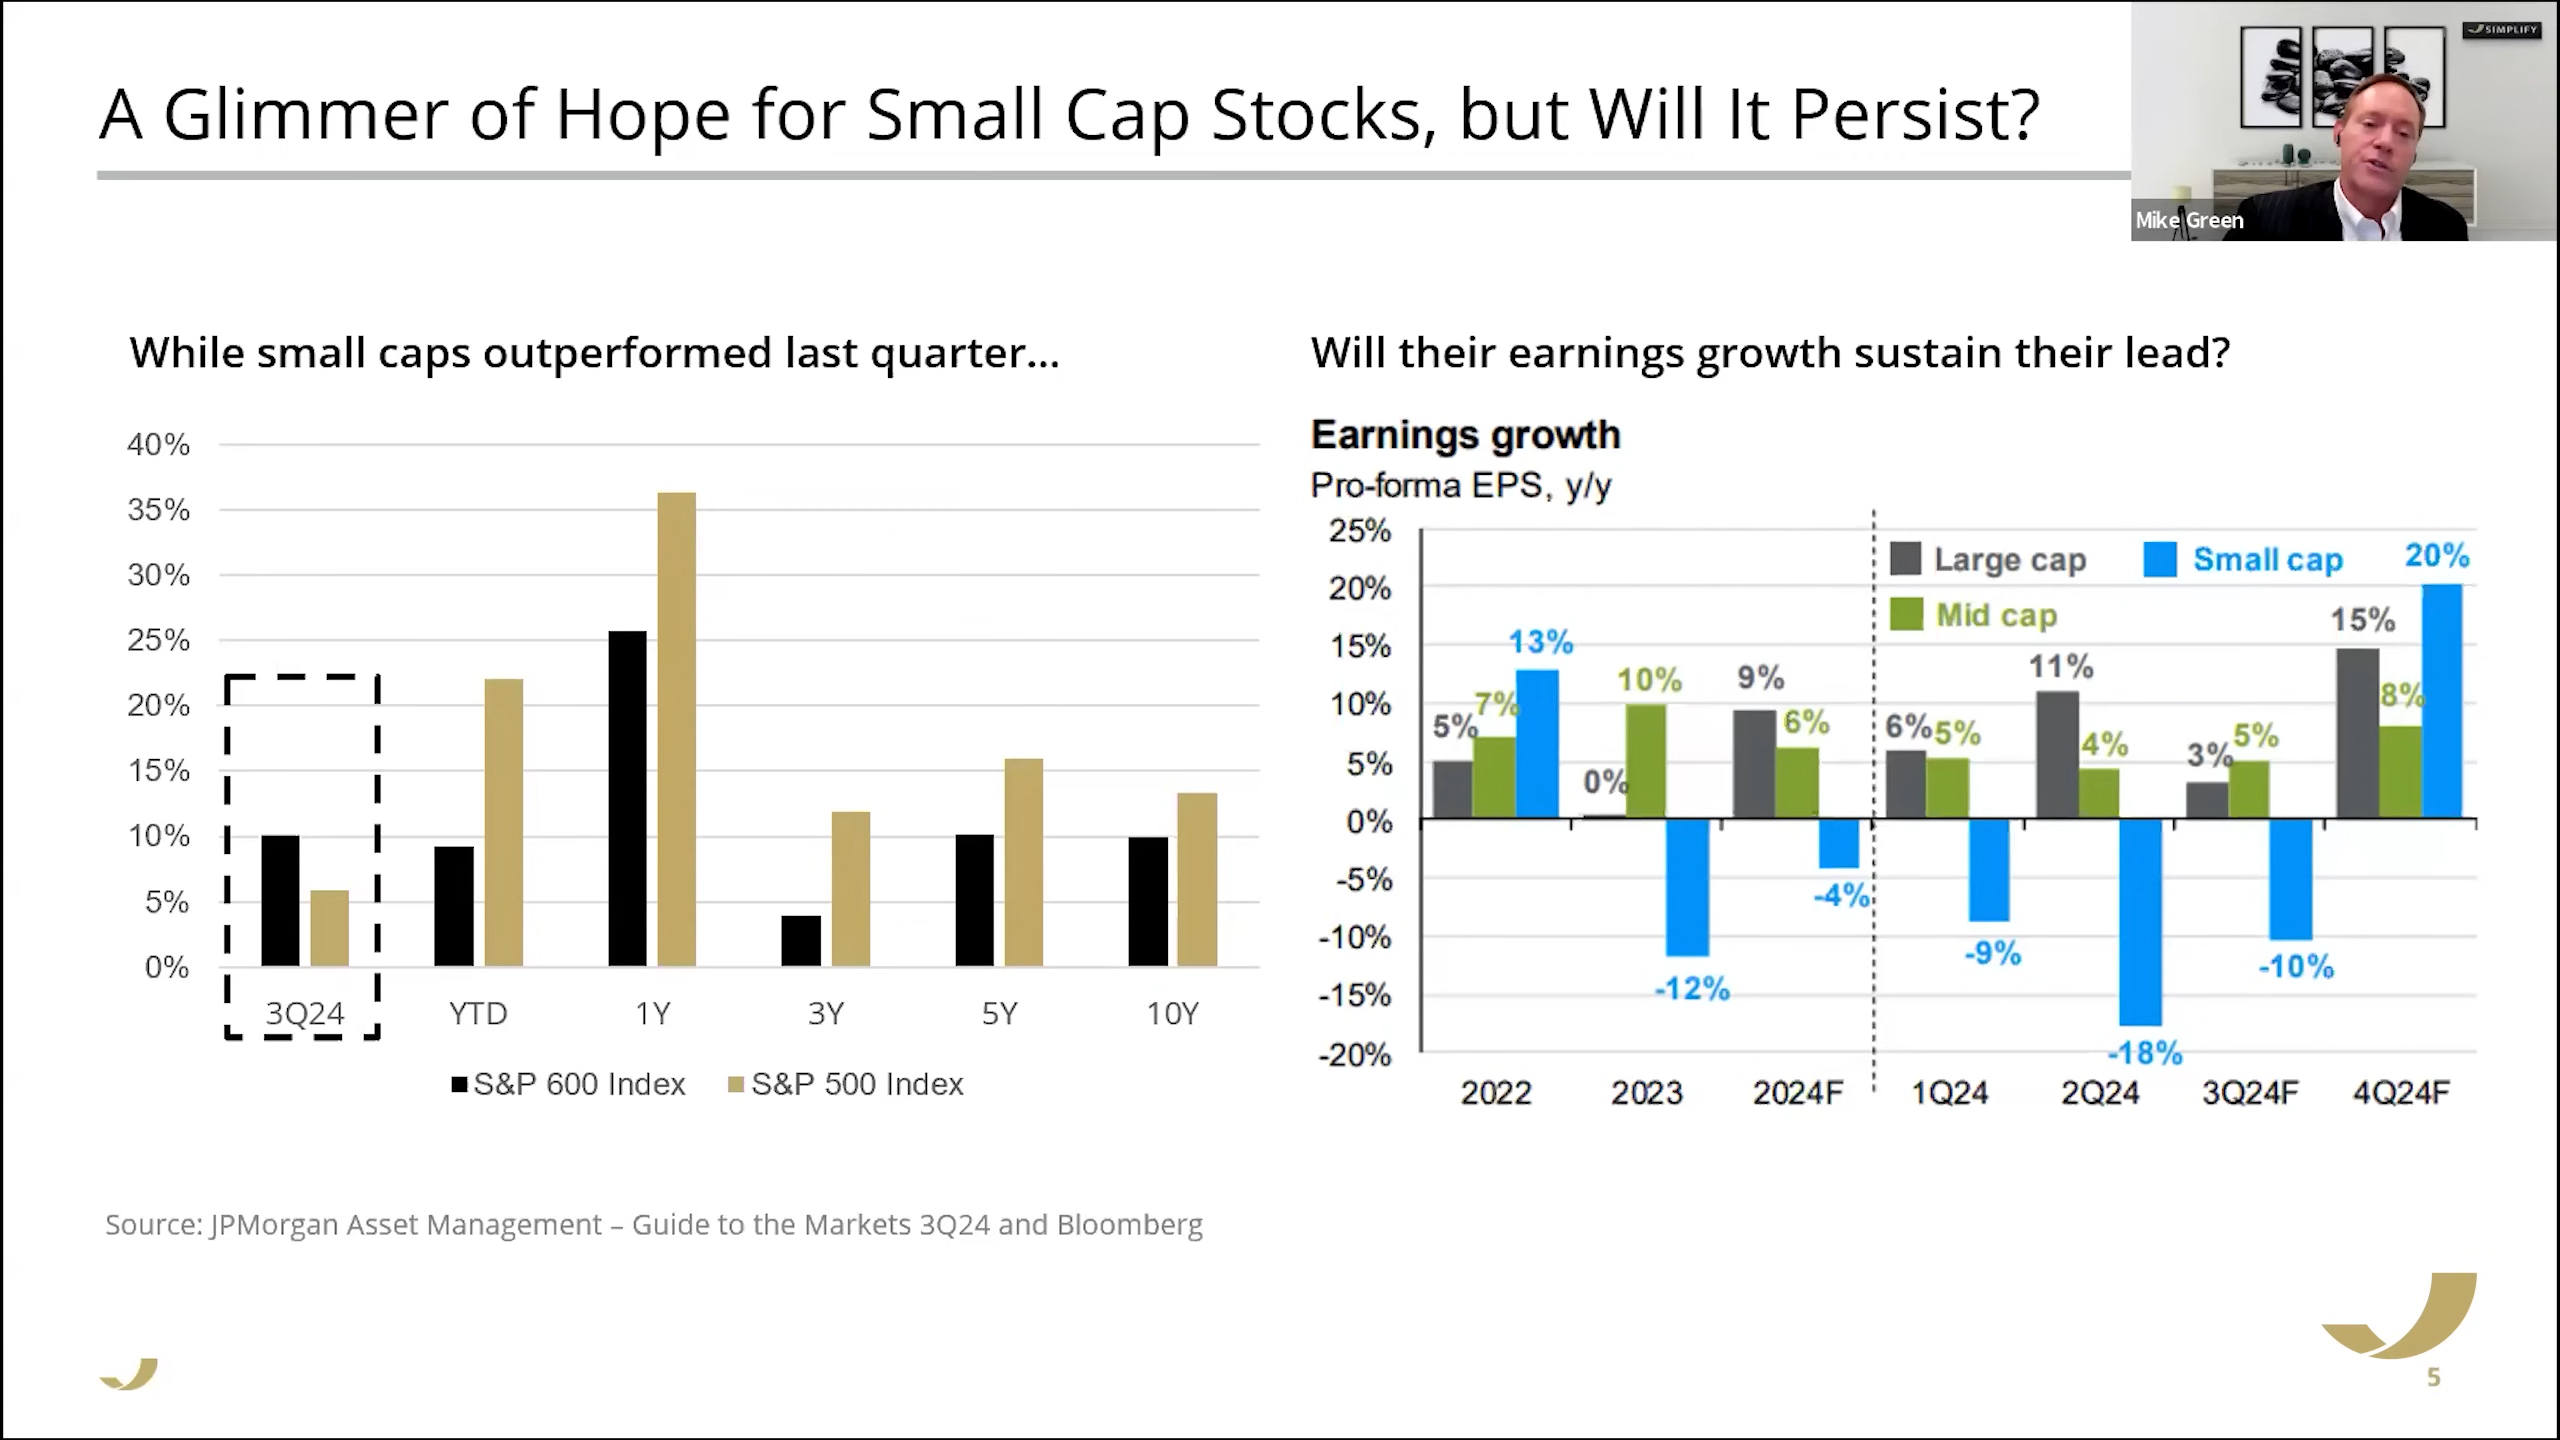 A Glimmer of Hope for Small Cap Stocks, but Will It Persist?
SIMPLIFY
Mike Green
While small caps outperformed last quarter...
40%
35%
30%
25%
20%
15%
10%
5%
0%
3Q24 YTD 1Y 3Y 5Y 10Y
S&P 600 Index S&P 500 Index
Will their earnings growth sustain their lead?
Earnings growth
Pro-forma EPS, y/y
25%
20%
15%
10%
5%
0%
-5%
-10%
-15%
-20%
Large cap Small cap
Mid cap
5% 7% 13%
0% 10% -12%
9% 6% -4%
6% 5% -9%
11% 4% -18%
3% 5% -10%
15% 8% 20%
2022 2023 2024F 1Q24 2Q24 3Q24F 4Q24F
Source: JPMorgan Asset Management – Guide to the Markets 3Q24 and Bloomberg
5